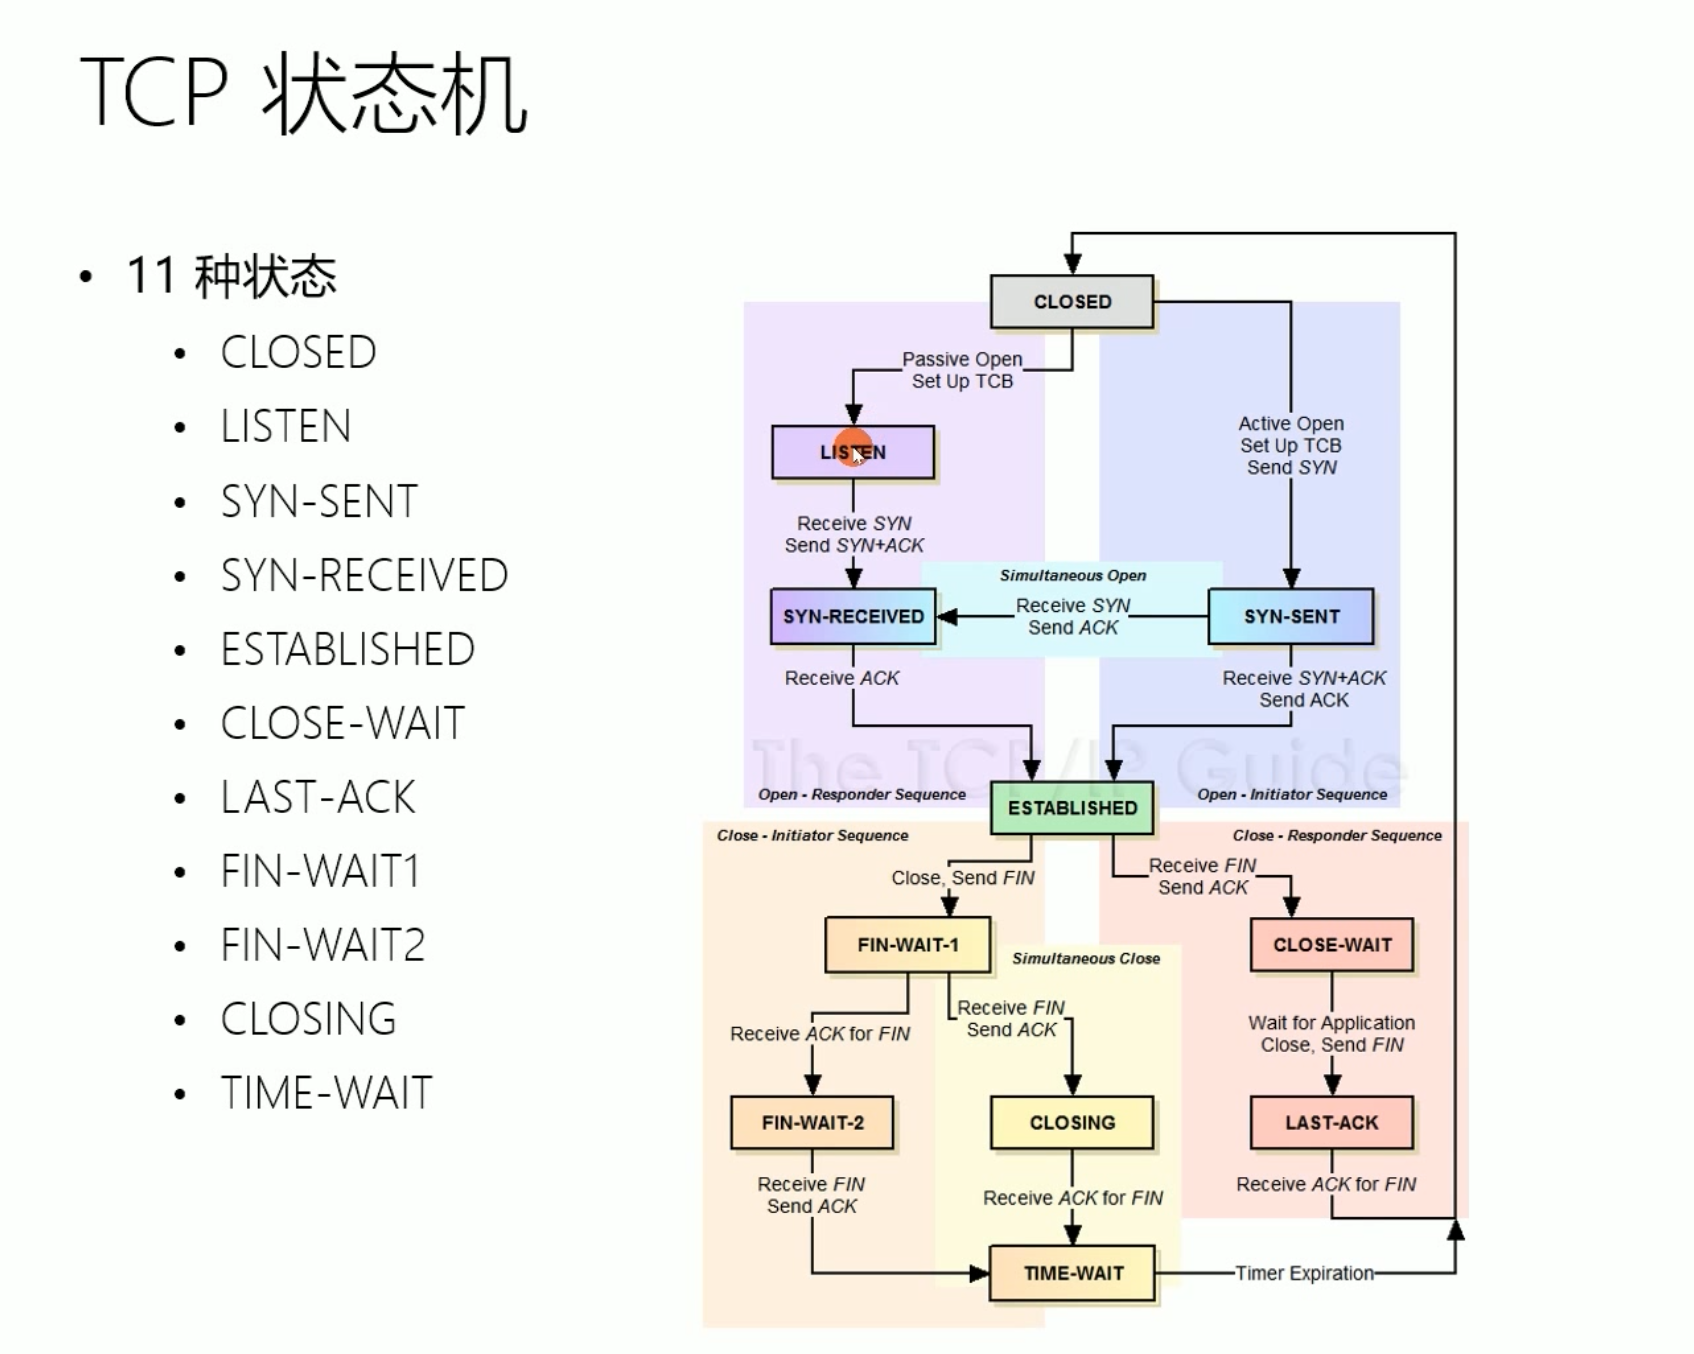 TCP 状态机
• 11 种状态
• CLOSED
• LISTEN
• SYN-SENT
• SYN-RECEIVED
• ESTABLISHED
• CLOSE-WAIT
• LAST-ACK
• FIN-WAIT1
• FIN-WAIT2
• CLOSING
• TIME-WAIT
CLOSED
Passive Open
Set Up TCB
Active Open
Set Up TCB
Send SYN
LISTEN
Receive SYN
Send SYN+ACK
Simultaneous Open
SYN-RECEIVED
Receive SYN
Send ACK
SYN-SENT
Receive ACK
Receive SYN+ACK
Send ACK
The TCP/IP Guide
Open - Responder Sequence
ESTABLISHED
Open - Initiator Sequence
Close - Initiator Sequence
Close - Responder Sequence
Close, Send FIN
Receive FIN
Send ACK
FIN-WAIT-1
CLOSE-WAIT
Simultaneous Close
Receive ACK for FIN
Receive FIN
Send ACK
Wait for Application
Close, Send FIN
FIN-WAIT-2
CLOSING
LAST-ACK
Receive FIN
Send ACK
Receive ACK for FIN
Receive ACK for FIN
TIME-WAIT
Timer Expiration